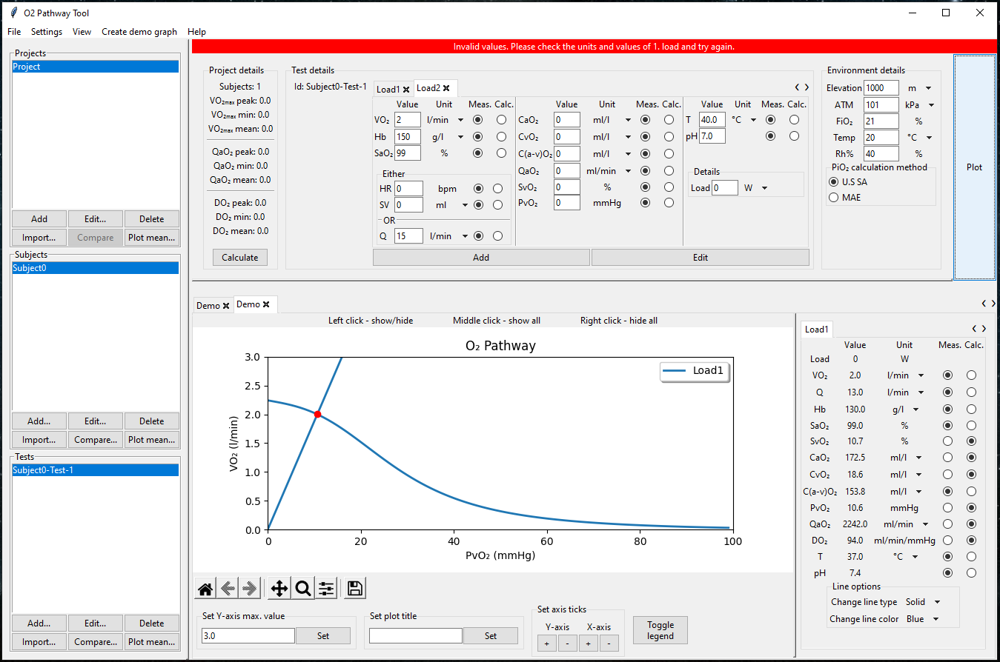 O2 Pathway Tool
File Settings View Create demo graph Help
Invalid values. Please check the units and values of 1. load and try again.
Projects
Project
Add Edit... Delete
Import... Compare Plot mean...
Subjects
Subject0
Add... Edit... Delete
Import... Compare... Plot mean...
Tests
Subject0-Test-1
Add... Edit... Delete
Import... Compare... Plot mean...
Project details
Subjects: 1
VO₂ₘₐₓ peak: 0.0
VO₂ₘₐₓ min: 0.0
VO₂ₘₐₓ mean: 0.0
QaO₂ peak: 0.0
QaO₂ min: 0.0
QaO₂ mean: 0.0
DO₂ peak: 0.0
DO₂ min: 0.0
DO₂ mean: 0.0
Calculate
Test details
Id: Subject0-Test-1
Load1 Load2
Value Unit Meas. Calc.
VO₂ 2 l/min
Hb 150 g/l
SaO₂ 99 %
Either
HR 0 bpm
SV 0 ml
OR
Q 15 l/min
Value Unit Meas. Calc.
CaO₂ 0 ml/l
CvO₂ 0 ml/l
C(a-v)O₂ 0 ml/l
QaO₂ 0 ml/min
SvO₂ 0 %
PvO₂ 0 mmHg
Value Unit Meas. Calc.
T 40.0 °C
pH 7.0
Details
Load 0 W
Add Edit
Environment details
Elevation 1000 m
ATM 101 kPa
FiO₂ 21 %
Temp 20 °C
Rh% 40 %
PiO₂ calculation method
U.S SA
MAE
Plot
Demo Demo
Left click - show/hide Middle click - show all Right click - hide all
O₂ Pathway
Load1
3.0
2.5
2.0
1.5
1.0
0.5
0.0
VO₂ (l/min)
0 20 40 60 80 100
PvO₂ (mmHg)
Set Y-axis max. value
3.0 Set
Set plot title
Set
Set axis ticks
Y-axis X-axis
+ - + -
Toggle
legend
Load1
Value Unit Meas. Calc.
Load 0 W
VO₂ 2.0 l/min
Q 13.0 l/min
Hb 130.0 g/l
SaO₂ 99.0 %
SvO₂ 10.7 %
CaO₂ 172.5 ml/l
CvO₂ 18.6 ml/l
C(a-v)O₂ 153.8 ml/l
PvO₂ 10.6 mmHg
QaO₂ 2242.0 ml/min
DO₂ 94.0 ml/min/mmHg
T 37.0 °C
pH 7.4
Line options
Change line type Solid
Change line color Blue